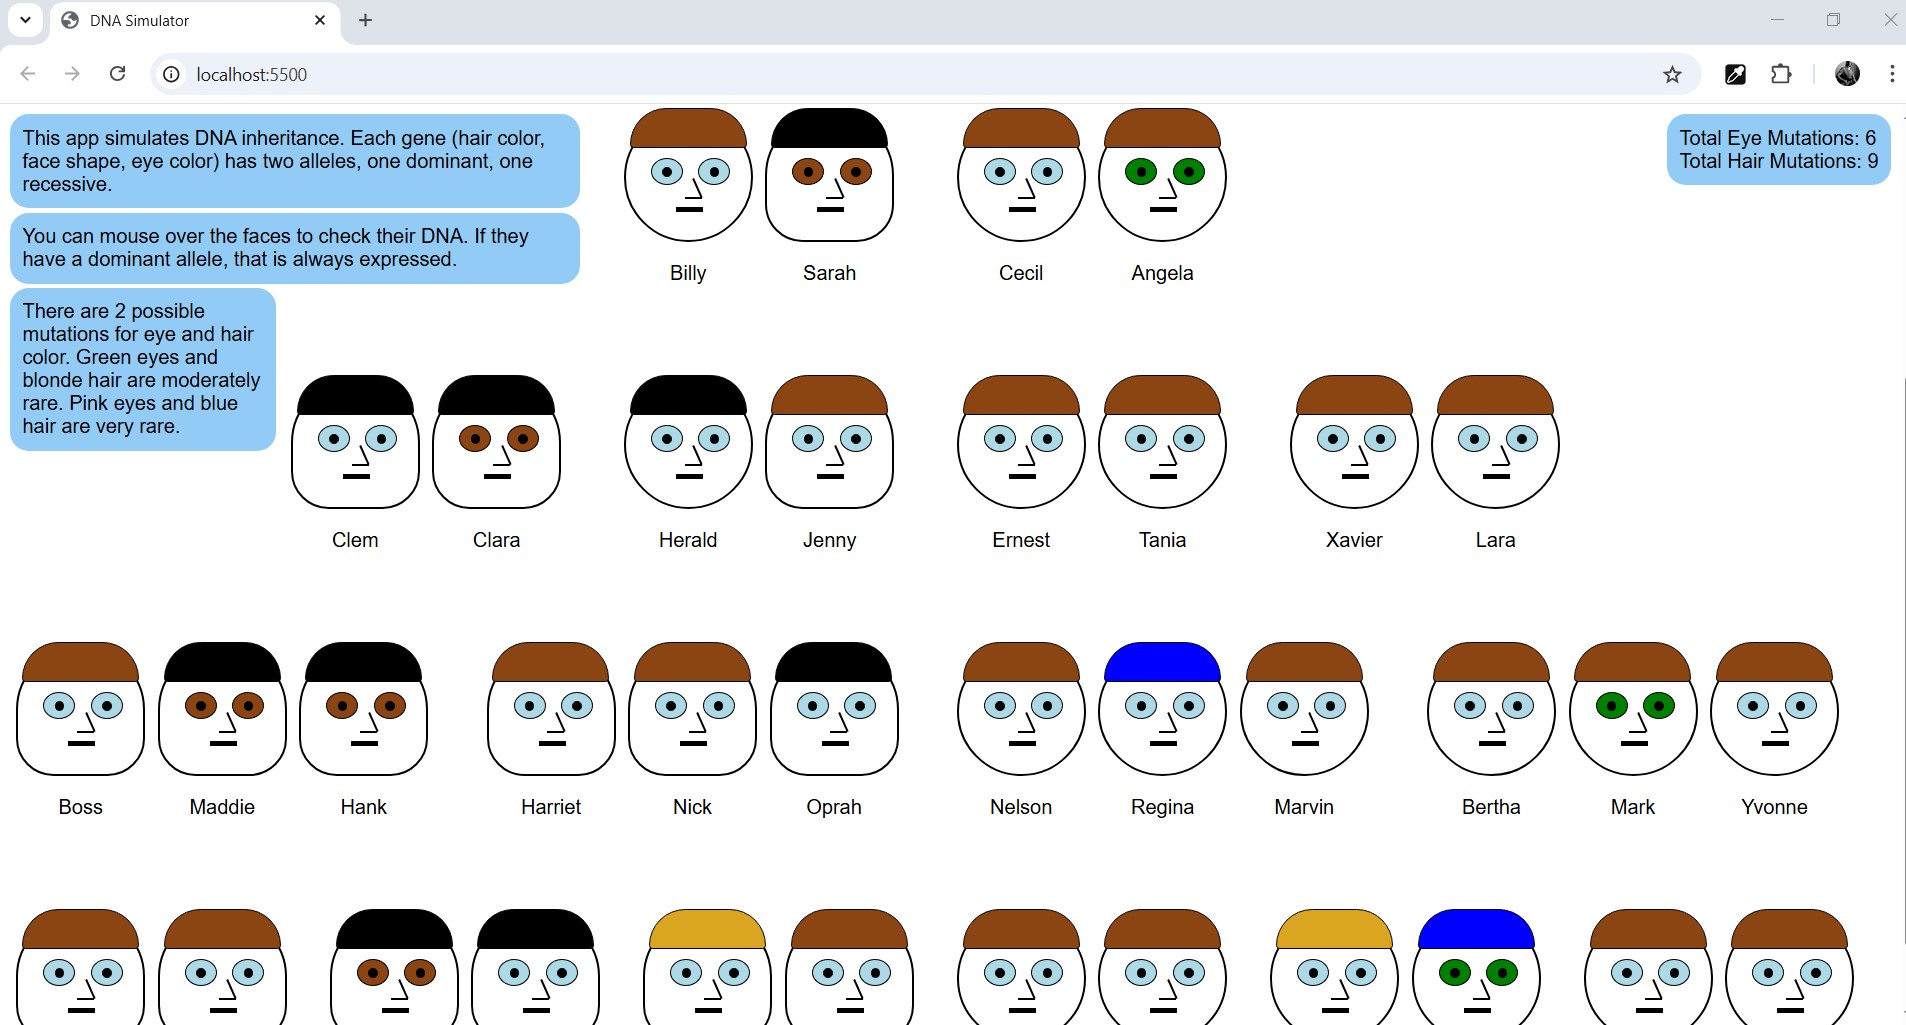 DNA Simulator
localhost:5500
This app simulates DNA inheritance. Each gene (hair color,
face shape, eye color) has two alleles, one dominant, one
recessive.
You can mouse over the faces to check their DNA. If they
have a dominant allele, that is always expressed.
There are 2 possible
mutations for eye and hair
color. Green eyes and
blonde hair are moderately
rare. Pink eyes and blue
hair are very rare.
Total Eye Mutations: 6
Total Hair Mutations: 9
Billy Sarah Cecil Angela
Clem Clara Herald Jenny Ernest Tania Xavier Lara
Boss Maddie Hank Harriet Nick Oprah Nelson Regina Marvin Bertha Mark Yvonne